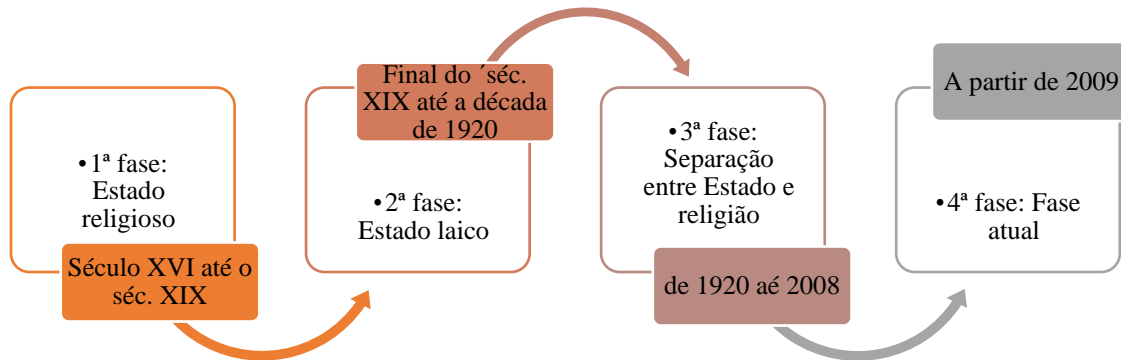 •1ª fase:
Estado
religioso
Século XVI até o
séc. XIX
Final do ´séc.
XIX até a década
de 1920
•2ª fase:
Estado laico
•3ª fase:
Separação
entre Estado e
religião
de 1920 aé 2008
A partir de 2009
•4ª fase: Fase
atual